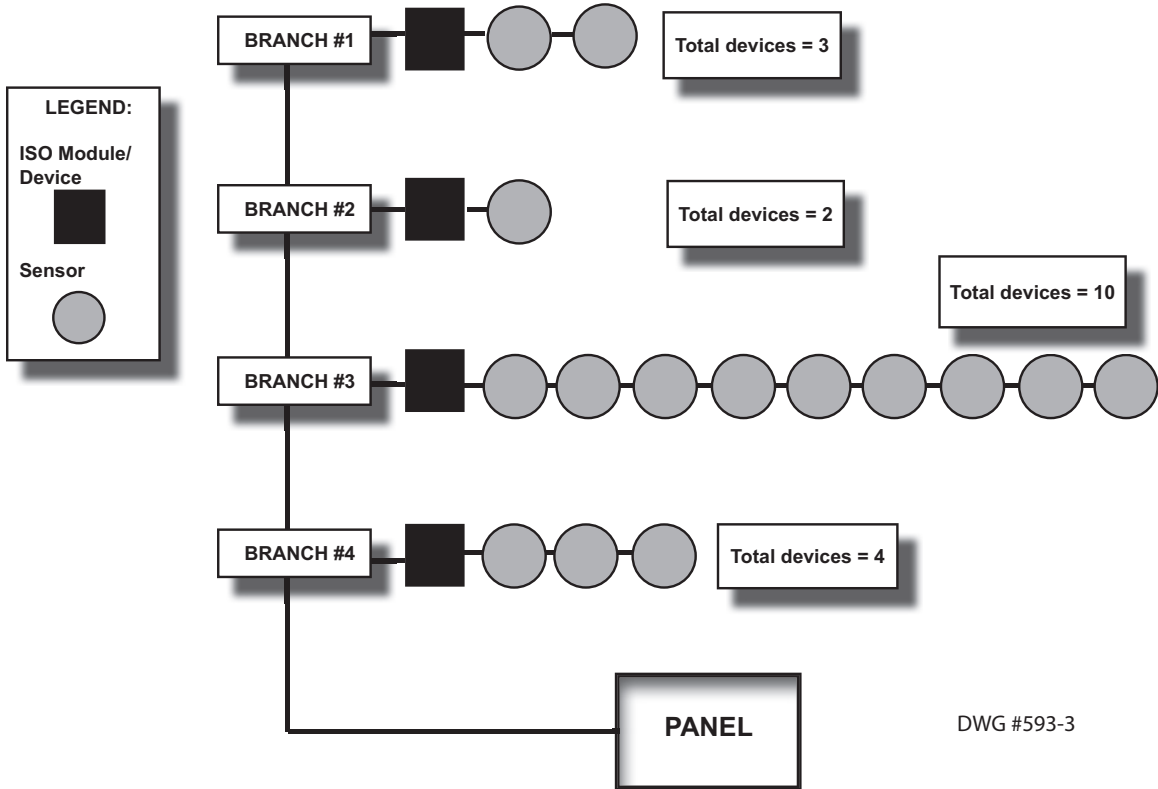 BRANCH #1
Total devices = 3
LEGEND:
ISO Module/
Device
Sensor
BRANCH #2
Total devices = 2
Total devices = 10
BRANCH #3
BRANCH #4
Total devices = 4
PANEL
DWG #593-3